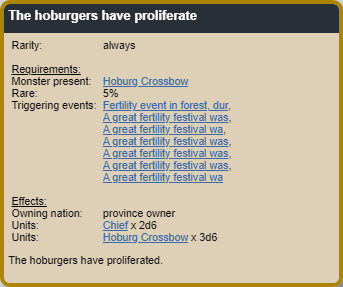 The hoburgers have proliferate
Rarity: always
Requirements:
Monster present: Hoburg Crossbow
Rare: 5%
Triggering events: Fertility event in forest, dur,
A great fertility festival was,
A great fertility festival wa,
A great fertility festival was,
A great fertility festival was,
A great fertility festival was,
A great fertility festival wa
Effects:
Owning nation: province owner
Units: Chief x 2d6
Units: Hoburg Crossbow x 3d6
The hoburgers have proliferated.